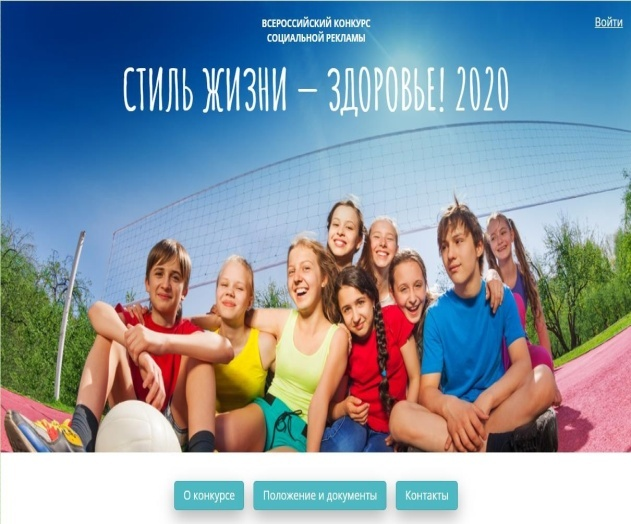 ВСЕРОССИЙСКИЙ КОНКУРС
СОЦИАЛЬНОЙ РЕКЛАМЫ
Войти
СТИЛЬ ЖИЗНИ – ЗДОРОВЬЕ! 2020
О конкурсе
Положение и документы
Контакты